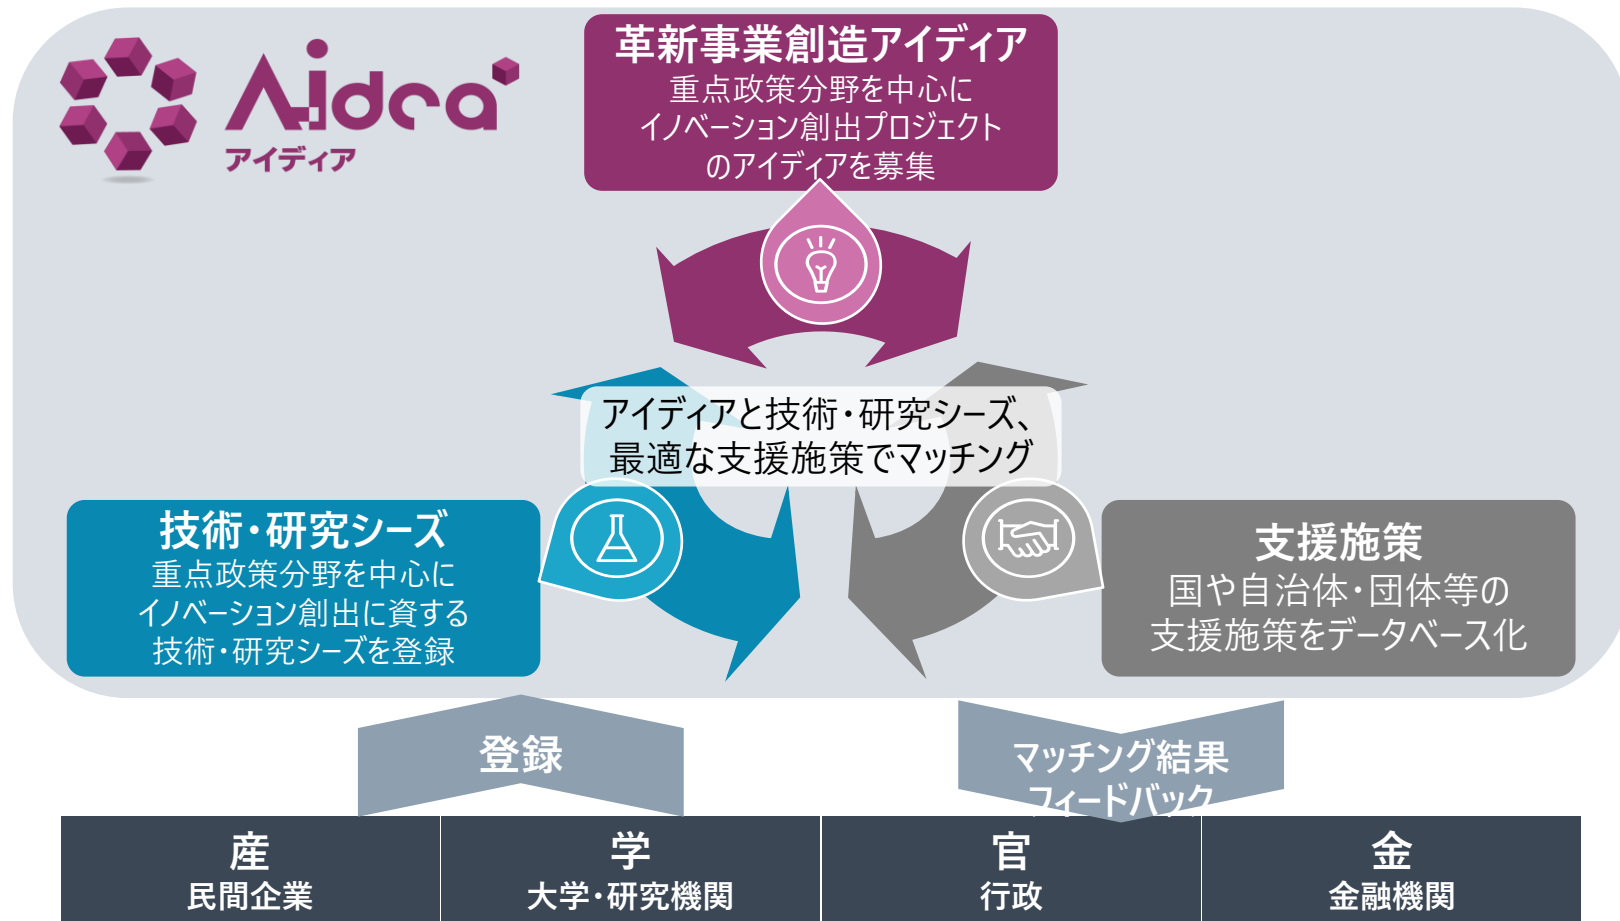 Aidea
アイディア
革新事業創造アイディア
重点政策分野を中心に
イノベーション創出プロジェクト
のアイディアを募集
アイディアと技術・研究シーズ、
最適な支援施策でマッチング
技術・研究シーズ
重点政策分野を中心に
イノベーション創出に資する
技術・研究シーズを登録
支援施策
国や自治体・団体等の
支援施策をデータベース化
登録
マッチング結果
フィードバック
産
民間企業
学
大学・研究機関
官
行政
金
金融機関